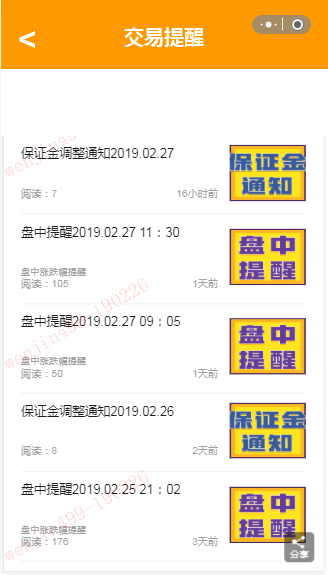 <
交易提醒
保证金调整通知2019.02.27
阅读：7
16小时前
保证金
通知
盘中提醒2019.02.27 11：30
盘中涨跌幅提醒
阅读：105
1天前
盘中
提醒
盘中提醒2019.02.27 09：05
盘中涨跌幅提醒
阅读：50
1天前
盘中
提醒
保证金调整通知2019.02.26
阅读：8
2天前
保证金
通知
盘中提醒2019.02.25 21：02
盘中涨跌幅提醒
阅读：176
3天前
盘中
提醒
分享
wenjin499-190226
wenjin499-190226